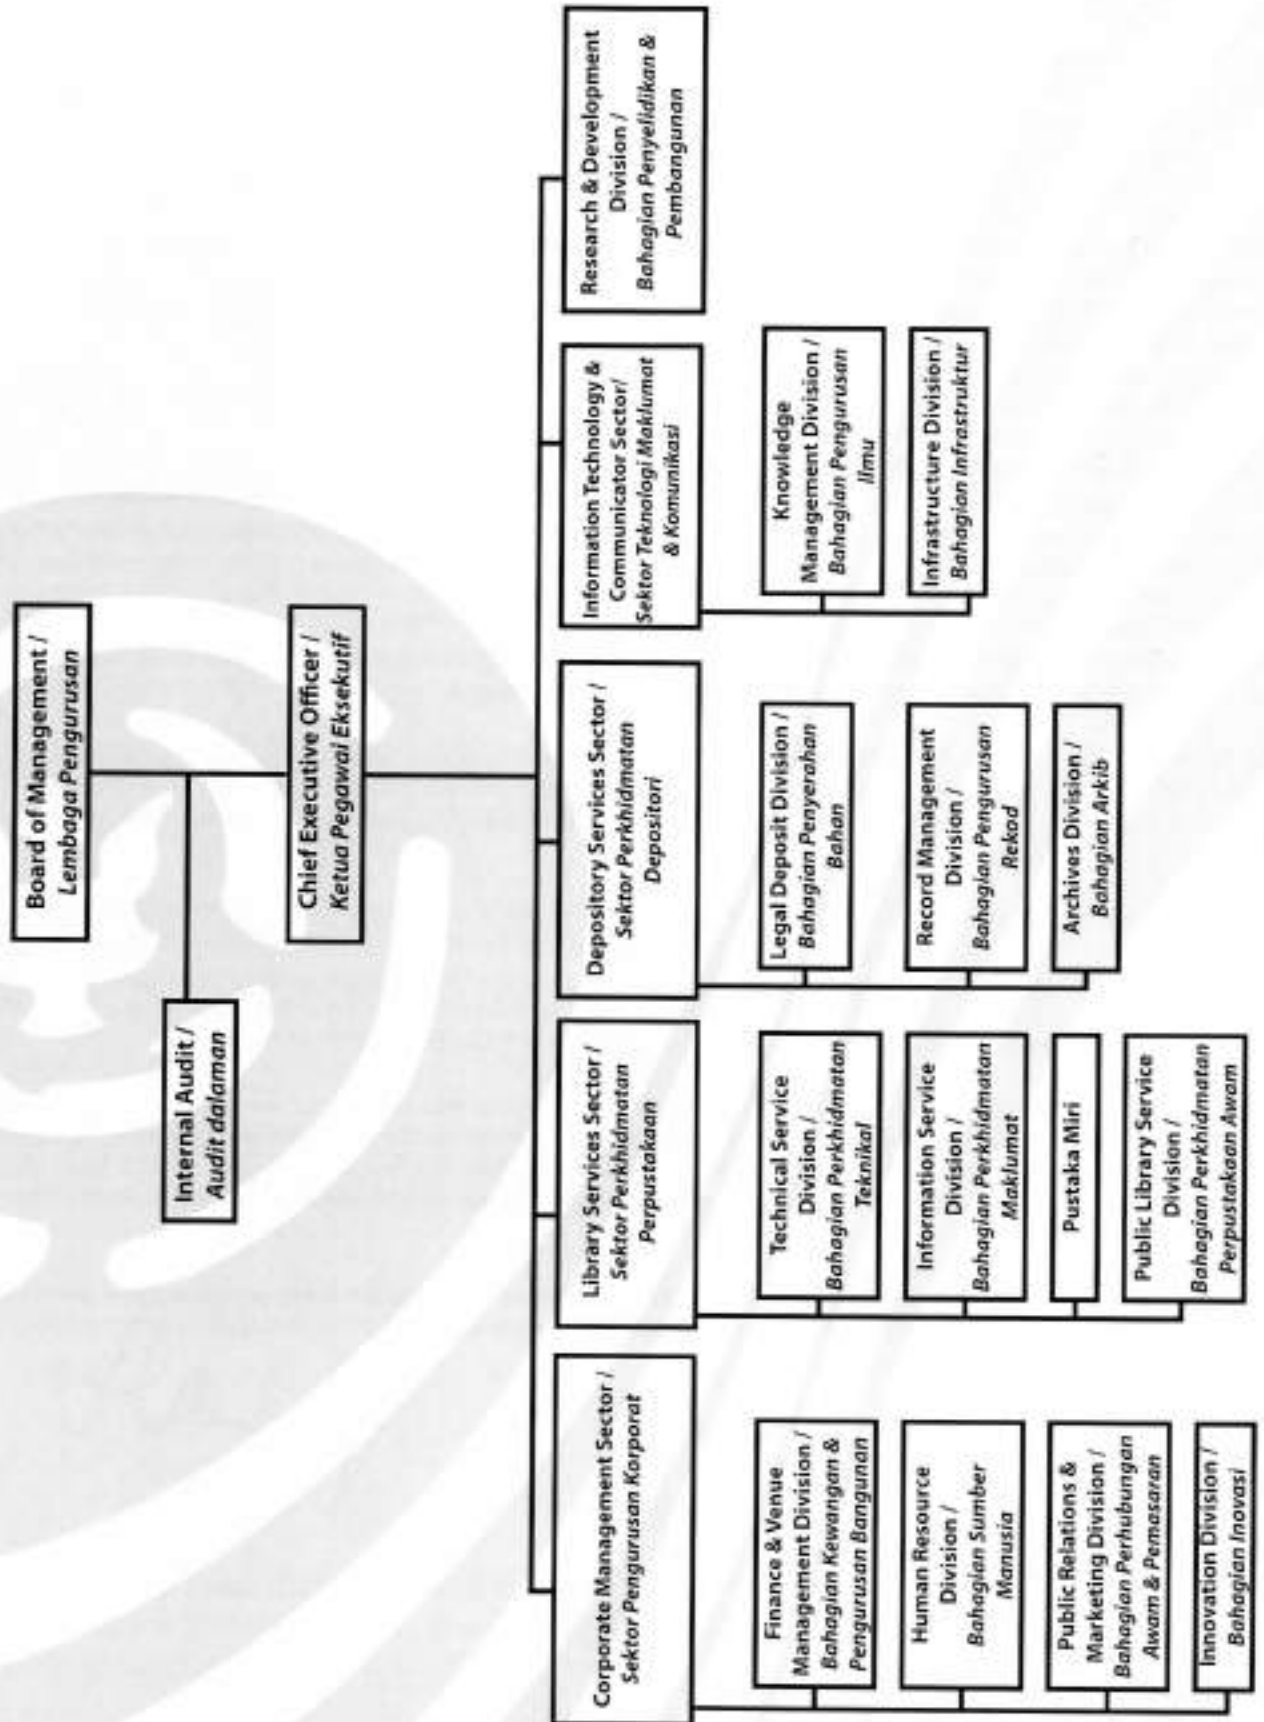 Board of Management /
Lembaga Pengurusan
Internal Audit /
Audit dalaman
Chief Executive Officer /
Ketua Pegawai Eksekutif
Corporate Management Sector /
Sektor Pengurusan Korporat
Finance & Venue
Management Division /
Bahagian Kewangan &
Pengurusan Bangunan
Human Resource
Division /
Bahagian Sumber
Manusia
Public Relations &
Marketing Division /
Bahagian Perhubungan
Awam & Pemasaran
Innovation Division /
Bahagian Inovasi
Library Services Sector /
Sektor Perkhidmatan
Perpustakaan
Technical Service
Division /
Bahagian Perkhidmatan
Teknikal
Information Service
Division /
Bahagian Perkhidmatan
Maklumat
Pustaka Miri
Public Library Service
Division /
Bahagian Perkhidmatan
Perpustakaan Awam
Depository Services Sector /
Sektor Perkhidmatan
Depositori
Legal Deposit Division /
Bahagian Penyerahan
Bahan
Record Management
Division /
Bahagian Pengurusan
Rekod
Archives Division /
Bahagian Arkib
Information Technology &
Communicator Sector/
Sektor Teknologi Maklumat
& Komunikasi
Knowledge
Management Division /
Bahagian Pengurusan
Ilmu
Infrastructure Division /
Bahagian Infrastruktur
Research & Development
Division /
Bahagian Penyelidikan &
Pembangunan